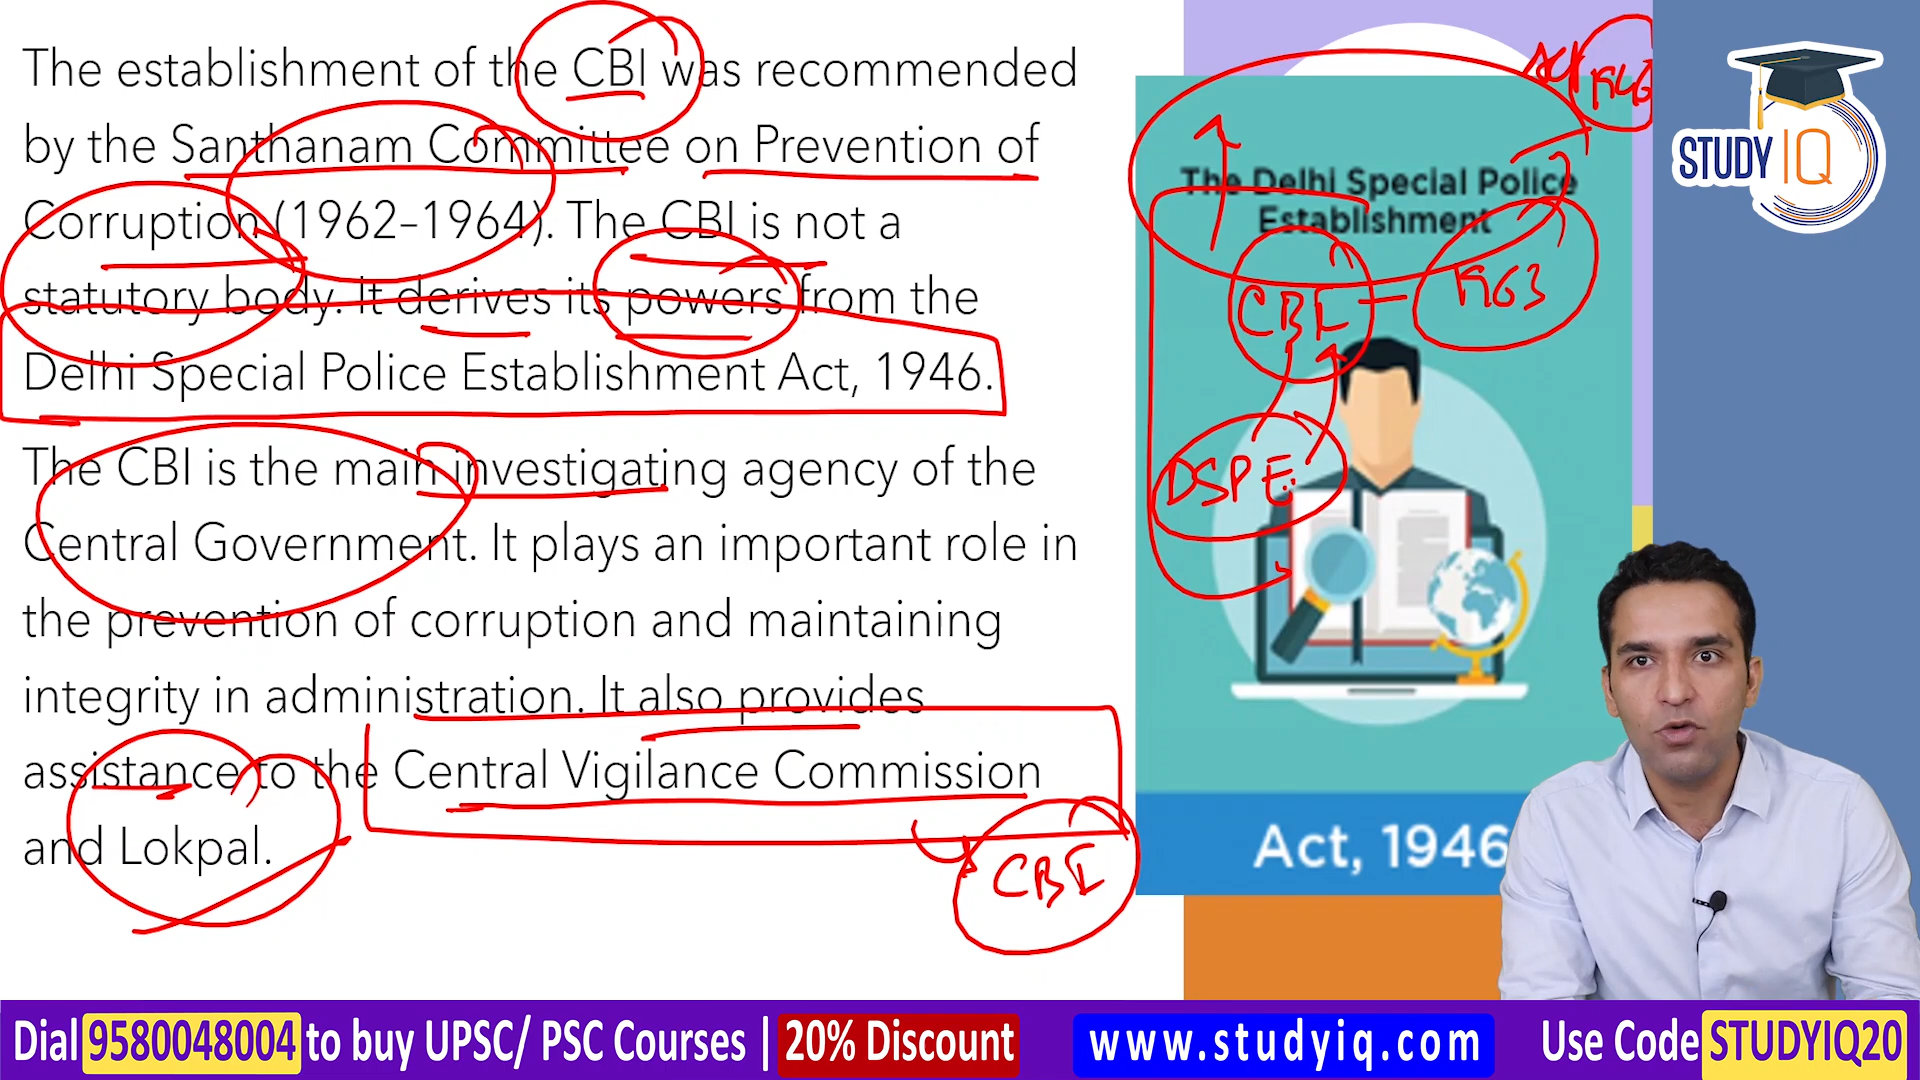 The establishment of the CBI was recommended
by the Santhanam Committee on Prevention of
Corruption (1962–1964). The CBI is not a
statutory body. It derives its powers from the
Delhi Special Police Establishment Act, 1946.
The CBI is the main investigating agency of the
Central Government. It plays an important role in
the prevention of corruption and maintaining
integrity in administration. It also provides
assistance to the Central Vigilance Commission
and Lokpal.
CBI
Act 1946
The Delhi Special Police
Establishment
CBI – 1963
DSPE
Act, 1946
STUDY IQ
Dial 9580048004 to buy UPSC/ PSC Courses | 20% Discount
www.studyiq.com
Use Code STUDYIQ20